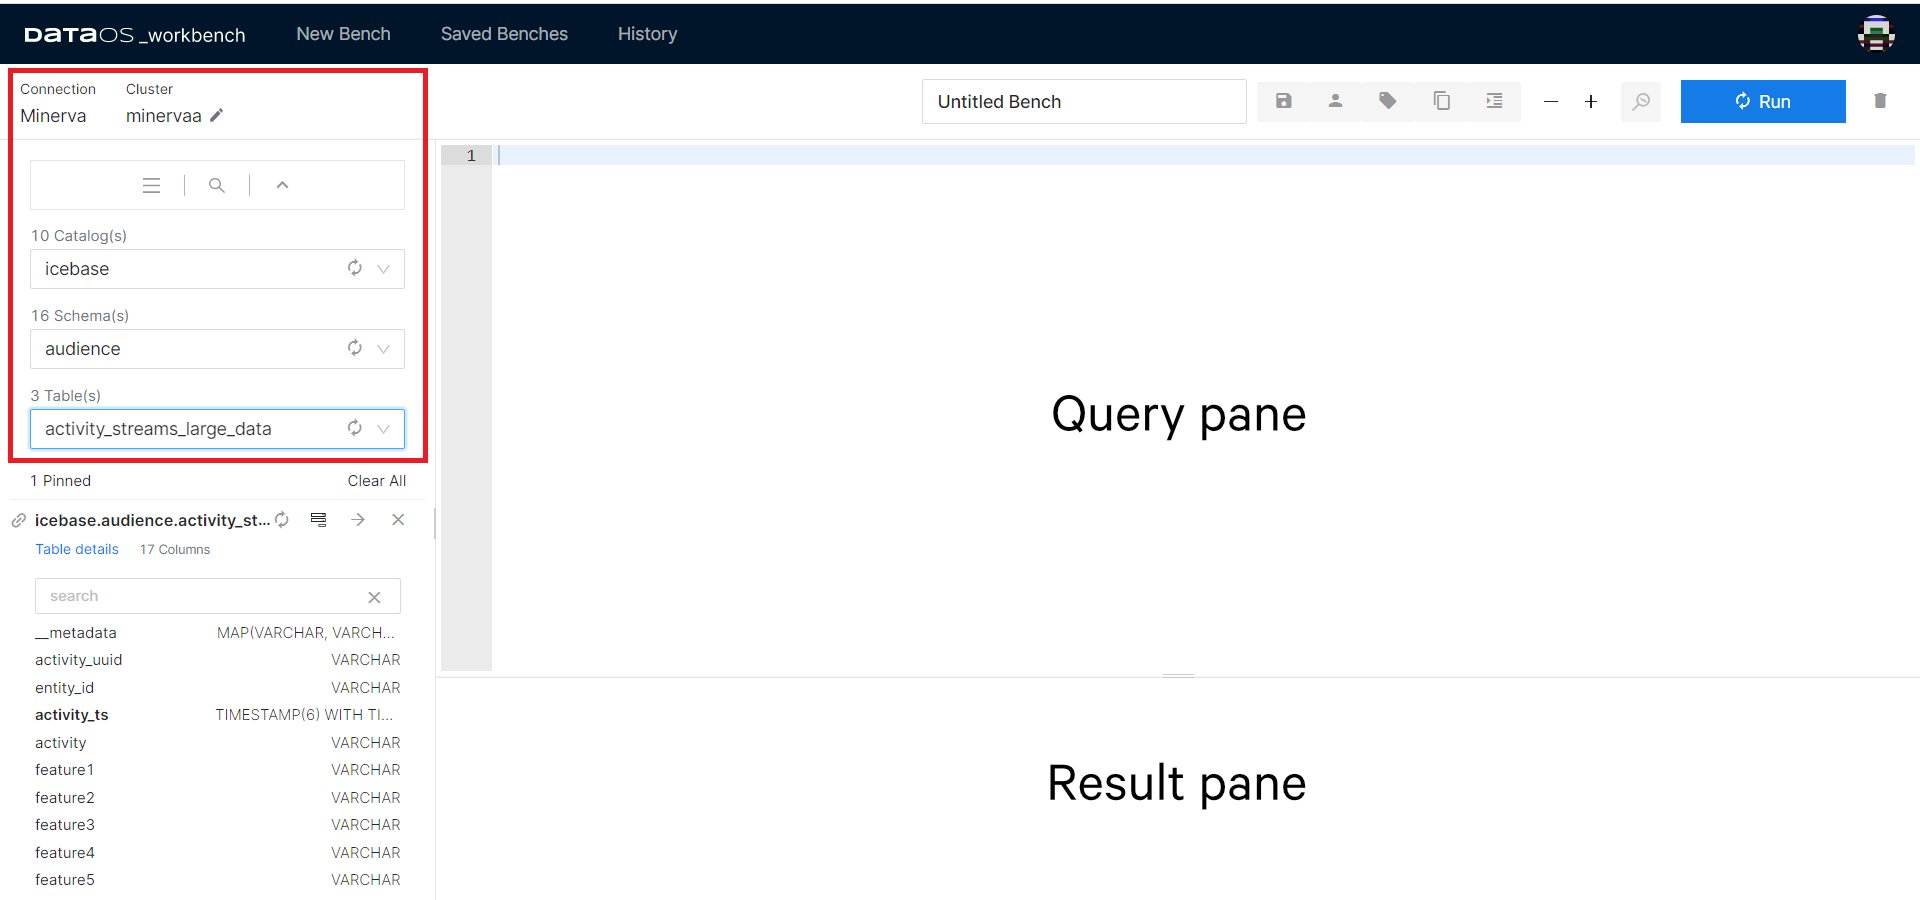 DATAOS _workbench New Bench Saved Benches History
Connection Cluster
Minerva minervaa
Untitled Bench Run
1
10 Catalog(s)
icebase
16 Schema(s)
audience
3 Table(s)
activity_streams_large_data
Query pane
1 Pinned Clear All
icebase.audience.activity_st...
Table details 17 Columns
search
__metadata MAP(VARCHAR, VARCH...
activity_uuid VARCHAR
entity_id VARCHAR
activity_ts TIMESTAMP(6) WITH TI...
activity VARCHAR
feature1 VARCHAR
feature2 VARCHAR
feature3 VARCHAR
feature4 VARCHAR
feature5 VARCHAR
Result pane